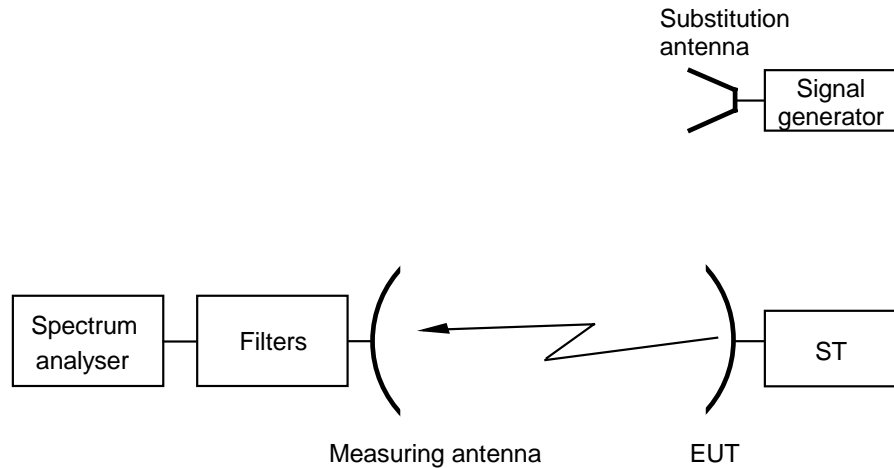 Substitution
antenna
Signal
generator
Spectrum
analyser
Filters
ST
Measuring antenna
EUT